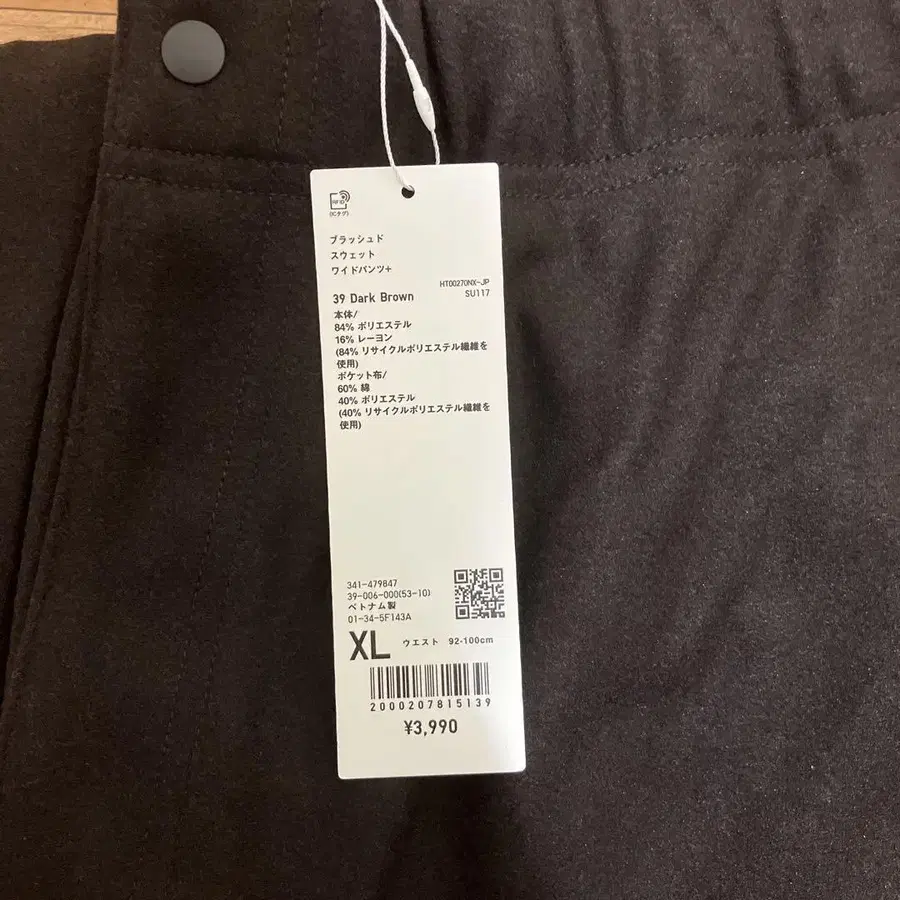 RFID
(ICタグ)
ブラッシュド
スウェット
ワイドパンツ+
HT00270NX-JP
39 Dark Brown
SU117
本体/
84% ポリエステル
16% レーヨン
(84% リサイクルポリエステル繊維を
使用)
ポケット布/
60% 綿
40% ポリエステル
(40% リサイクルポリエステル繊維を
使用)
341-479847
39-006-000(53-10)
ベトナム製
01-34-5F143A
XL ウエスト 92-100cm
2000207815139
¥3,990